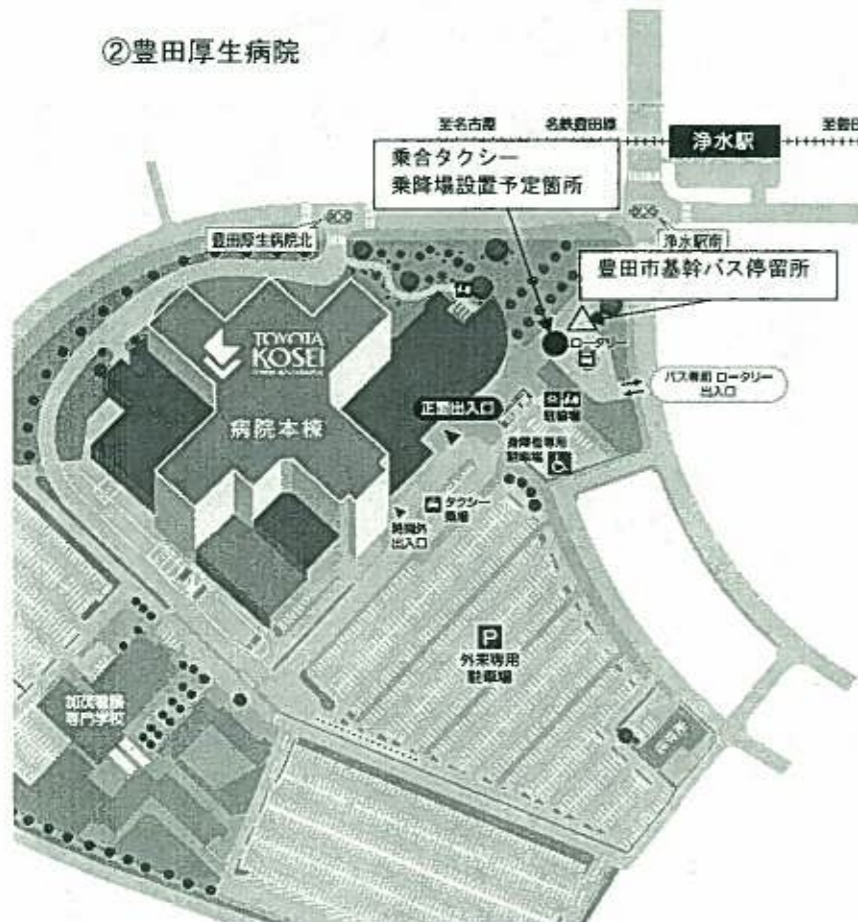 ②豊田厚生病院
至名古屋
名鉄豊田線
浄水駅
乗合タクシー
乗降場設置予定箇所
豊田厚生病院北
浄水駅南
豊田市基幹バス停留所
ロータリー
バス専用 ロータリー
出入口
TOYOTA
KOSEI
病院本棟
正面出入口
駐輪場
身障者専用
駐車場
タクシー
乗場
時間外
出入口
P
外来専用
駐車場
加茂看護
専門学校